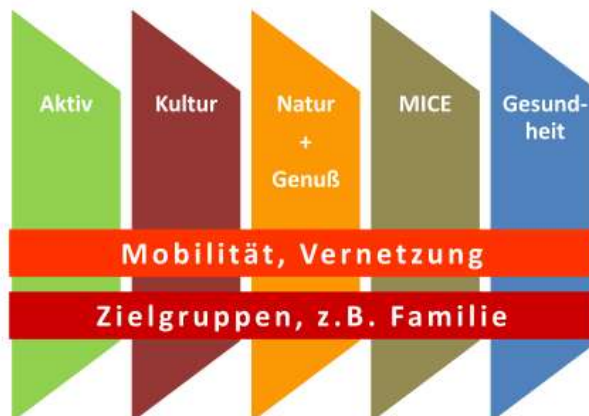 Aktiv
Kultur
Natur
+
Genuß
MICE
Gesund-
heit
Mobilität, Vernetzung
Zielgruppen, z.B. Familie